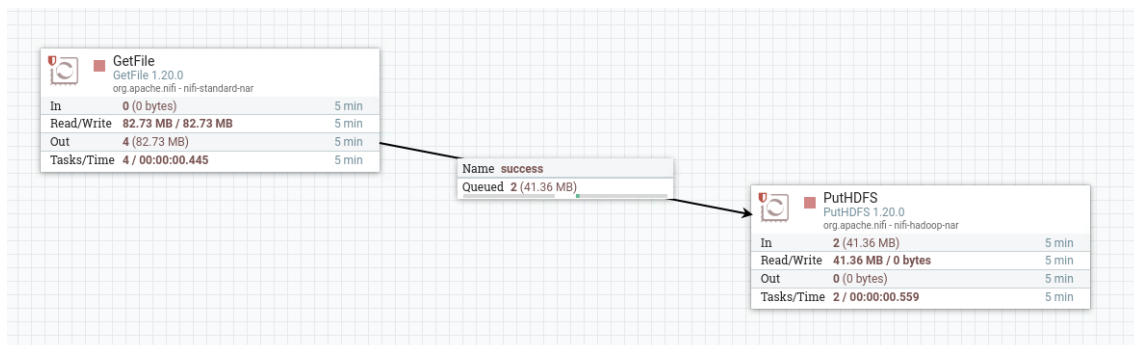 GetFile
GetFile 1.20.0
org.apache.nifi - nifi-standard-nar
In 0 (0 bytes) 5 min
Read/Write 82.73 MB / 82.73 MB 5 min
Out 4 (82.73 MB) 5 min
Tasks/Time 4 / 00:00:00.445 5 min
Name success
Queued 2 (41.36 MB)
PutHDFS
PutHDFS 1.20.0
org.apache.nifi - nifi-hadoop-nar
In 2 (41.36 MB) 5 min
Read/Write 41.36 MB / 0 bytes 5 min
Out 0 (0 bytes) 5 min
Tasks/Time 2 / 00:00:00.559 5 min